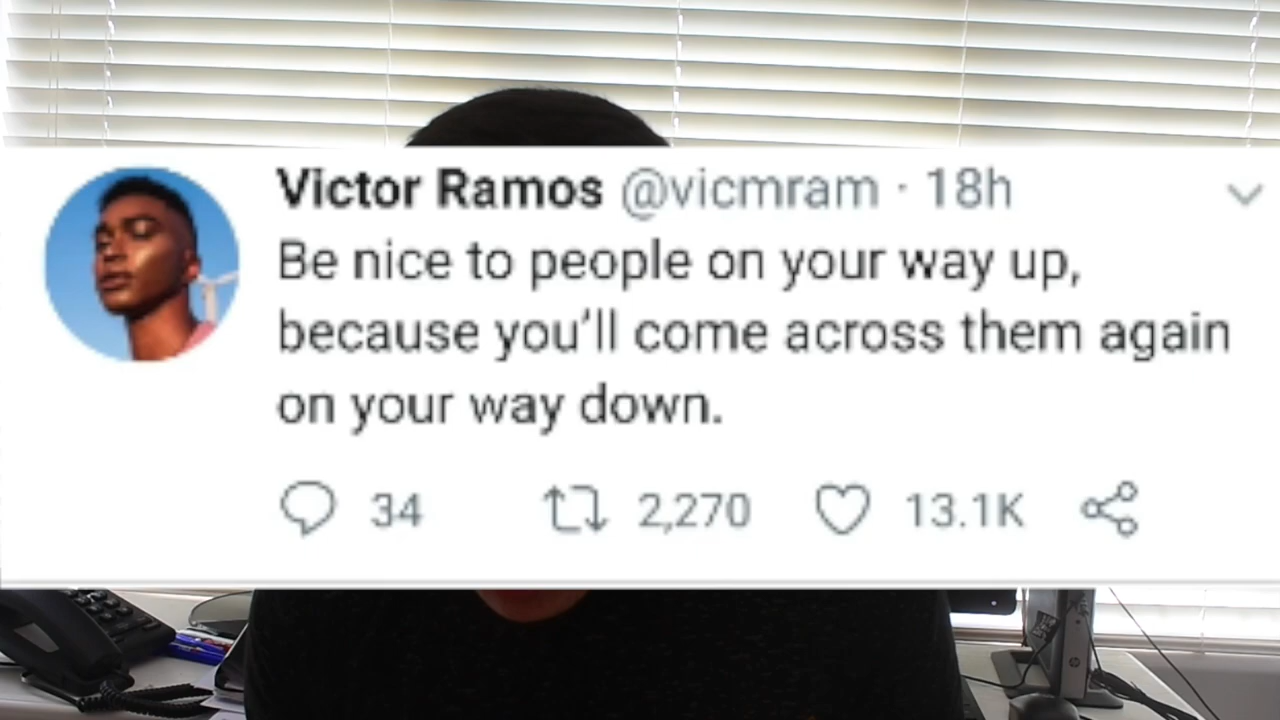 Victor Ramos @vicmram · 18h
Be nice to people on your way up,
because you’ll come across them again
on your way down.
34 2,270 13.1K